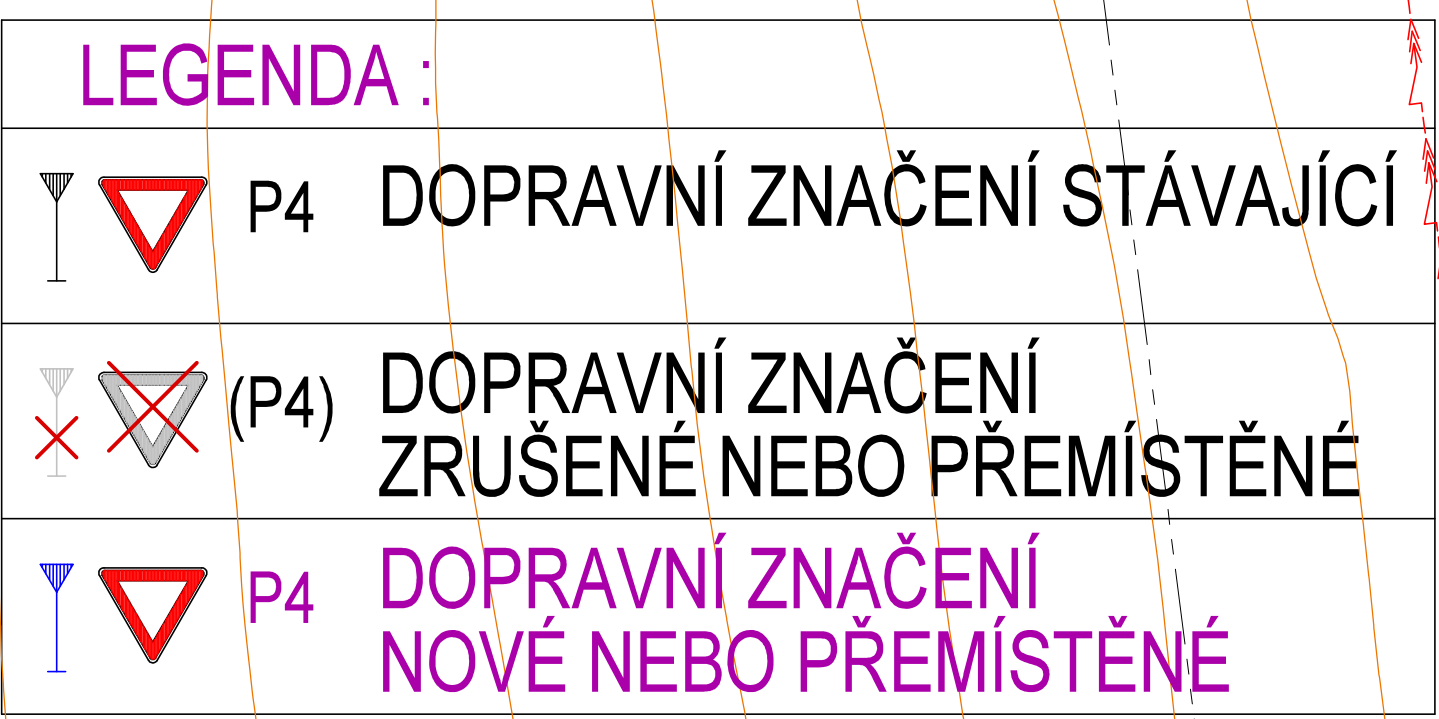 LEGENDA :
P4 DOPRAVNÍ ZNAČENÍ STÁVAJÍCÍ
(P4) DOPRAVNÍ ZNAČENÍ
ZRUŠENÉ NEBO PŘEMÍSTĚNÉ
P4 DOPRAVNÍ ZNAČENÍ
NOVÉ NEBO PŘEMÍSTĚNÉ